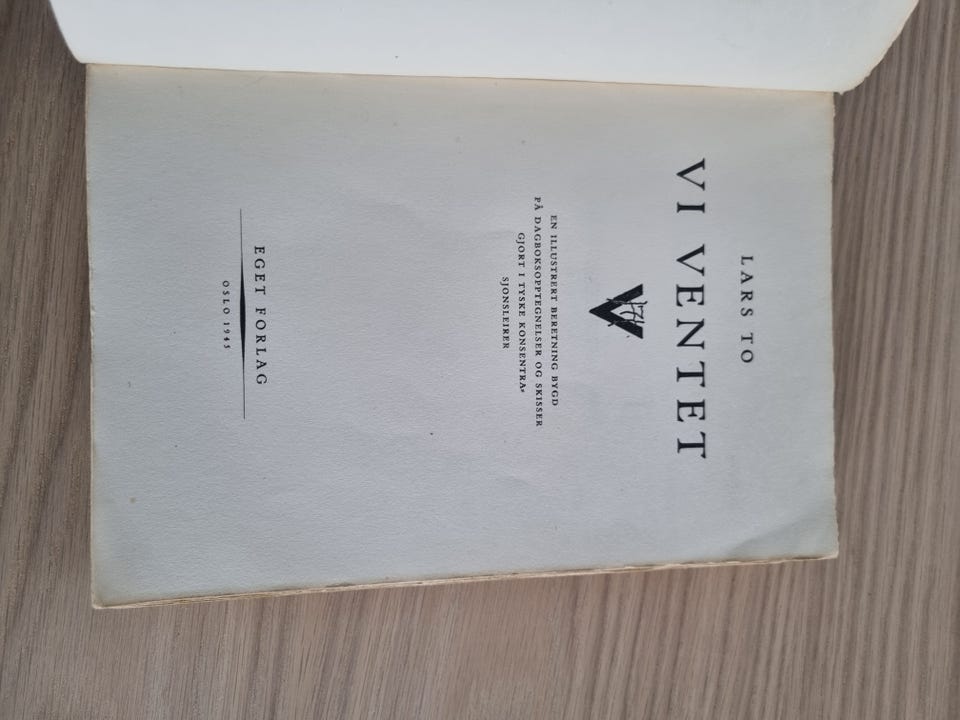 LARS TO
VI VENTET
EN ILLUSTRERT BERETNING BYGD
PÅ DAGBOKSOPPTEGNELSER OG SKISSER
GJORT I TYSKE KONSENTRA-
SJONSLEIRER
EGET FORLAG
OSLO 1945